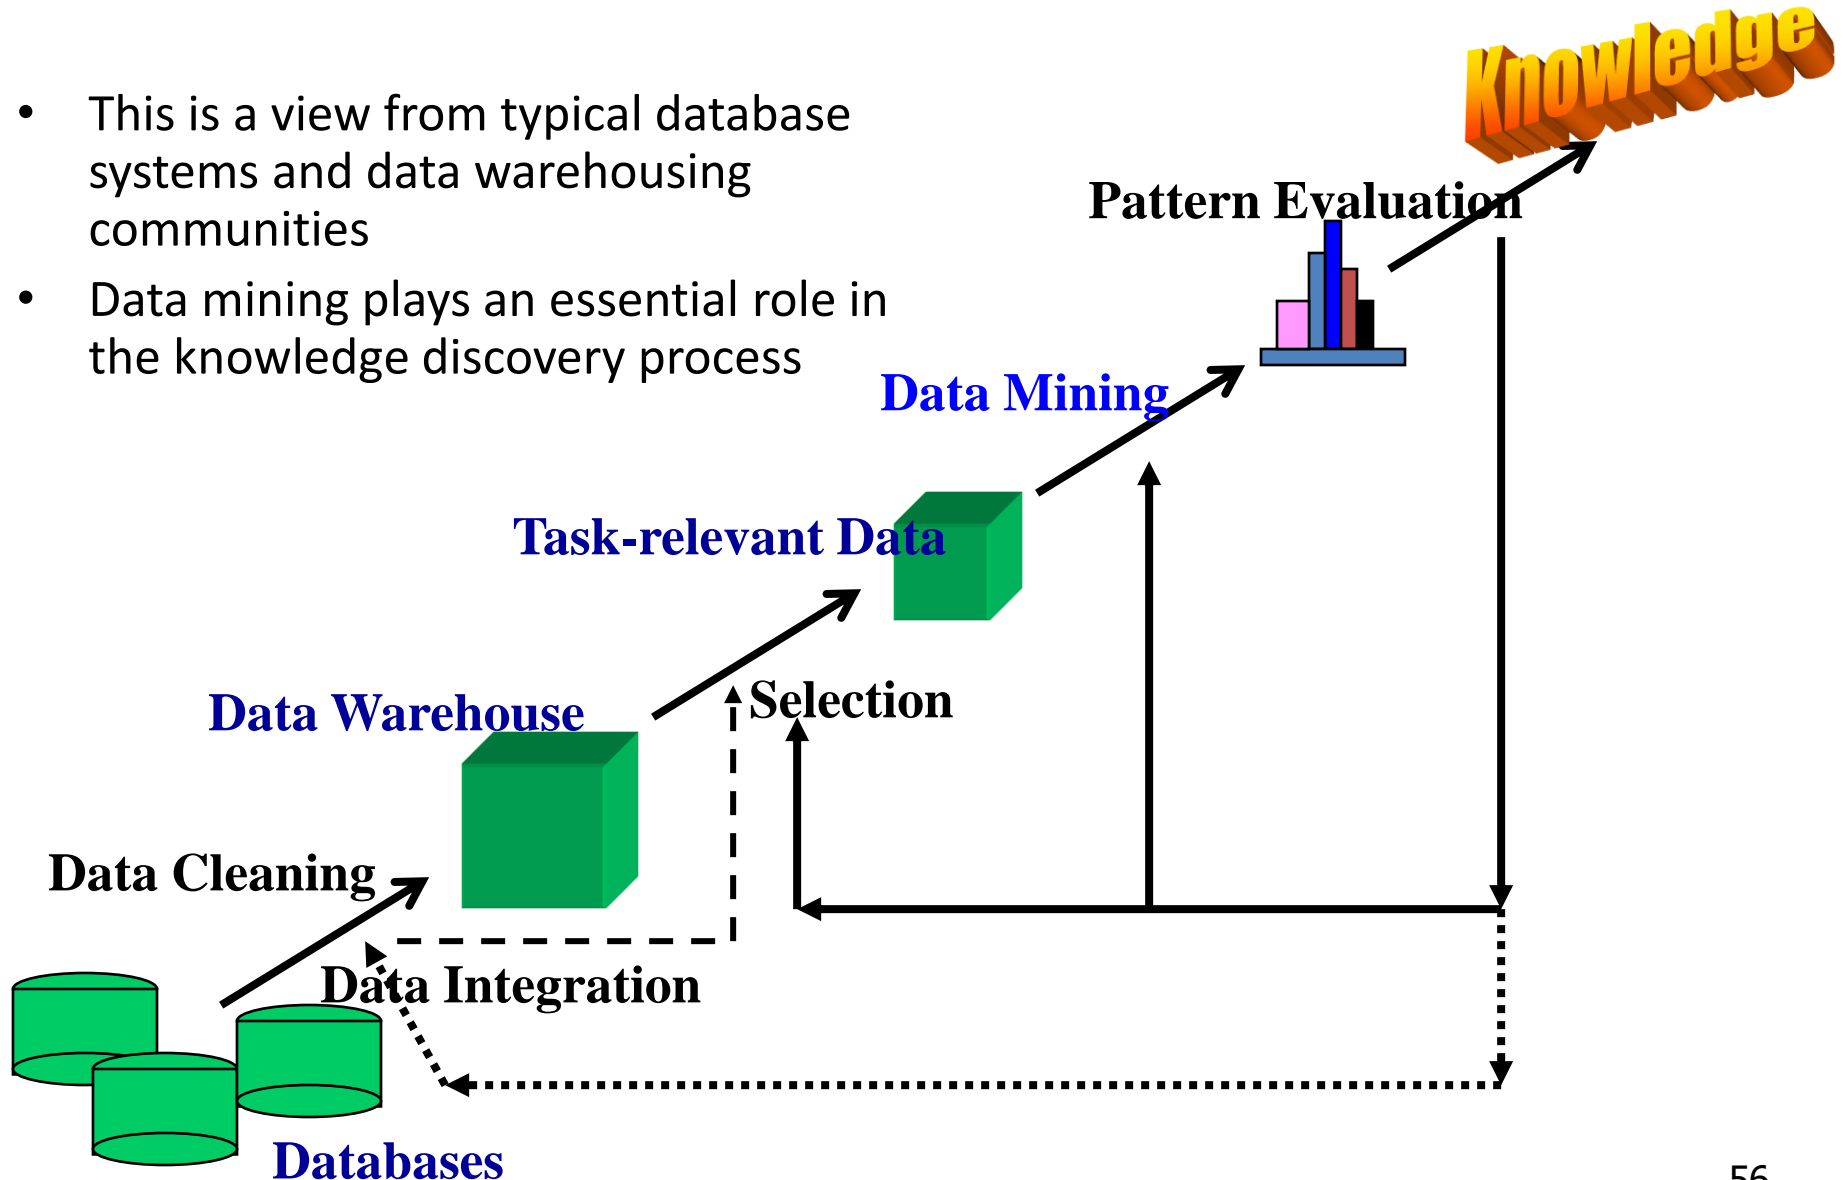 Knowledge
• This is a view from typical database
systems and data warehousing
communities
• Data mining plays an essential role in
the knowledge discovery process
Pattern Evaluation
Data Mining
Task-relevant Data
Selection
Data Warehouse
Data Cleaning
Data Integration
Databases
56